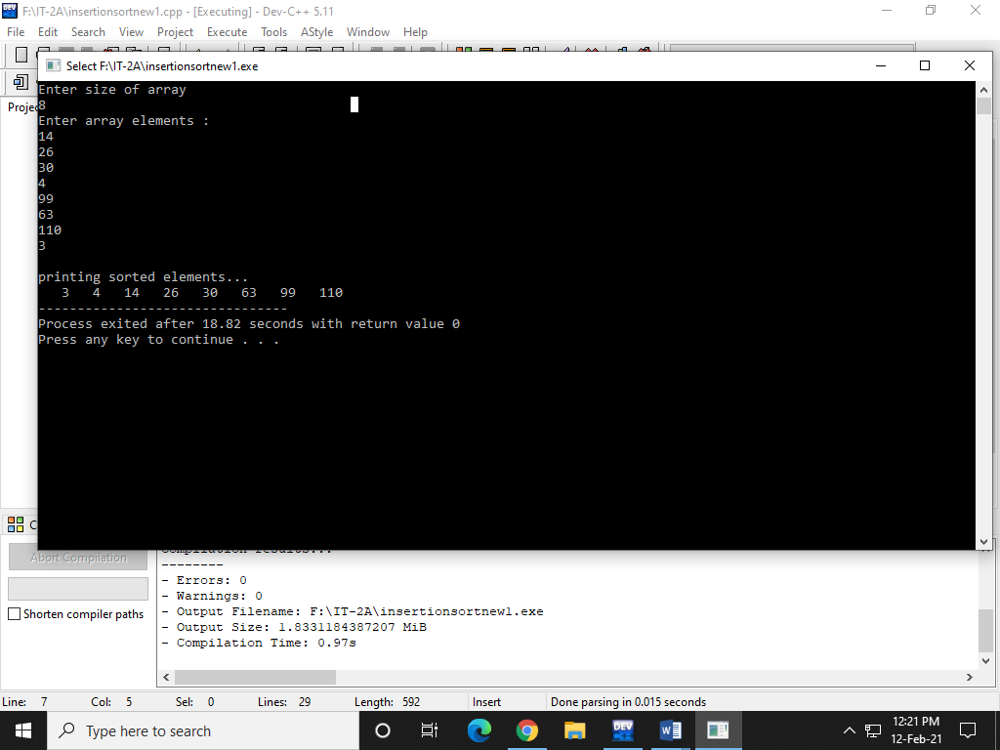 F:\IT-2A\insertionsortnew1.cpp - [Executing] - Dev-C++ 5.11
File Edit Search View Project Execute Tools AStyle Window Help
Select F:\IT-2A\insertionsortnew1.exe
Projec
Enter size of array
8
Enter array elements :
14
26
30
4
99
63
110
3
printing sorted elements...
3 4 14 26 30 63 99 110
--------------------------------
Process exited after 18.82 seconds with return value 0
Press any key to continue . . .
C
Abort Compilation
Shorten compiler paths
Compilation results...
--------
- Errors: 0
- Warnings: 0
- Output Filename: F:\IT-2A\insertionsortnew1.exe
- Output Size: 1.8331184387207 MiB
- Compilation Time: 0.97s
Line: 7 Col: 5 Sel: 0 Lines: 29 Length: 592 Insert Done parsing in 0.015 seconds
Type here to search
DEV
12:21 PM
12-Feb-21